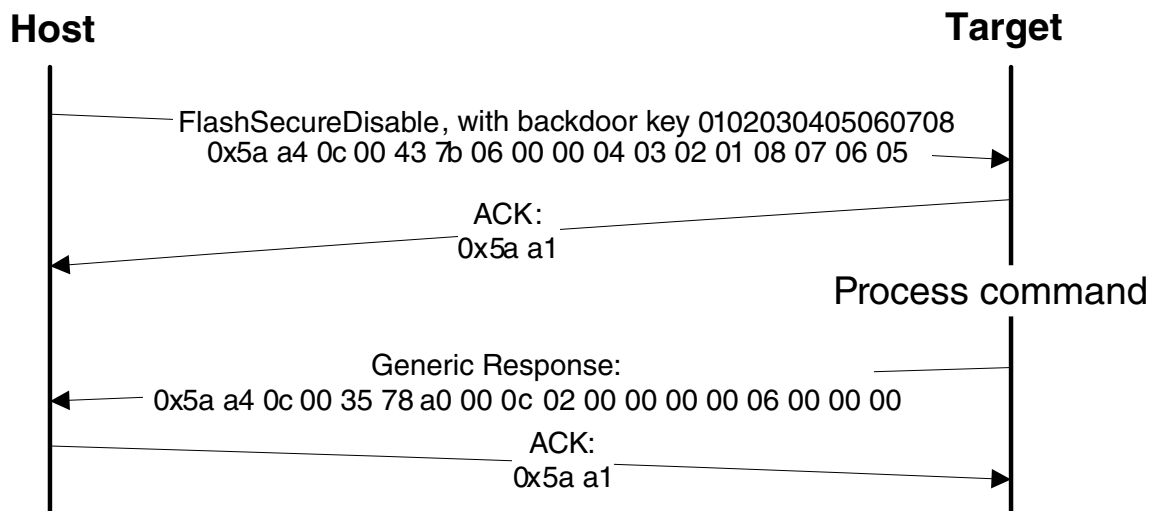 Host
Target
FlashSecureDisable, with backdoor key 0102030405060708
0x5a a4 0c 00 43 7b 06 00 00 04 03 02 01 08 07 06 05
ACK:
0x5a a1
Process command
Generic Response:
0x5a a4 0c 00 35 78 a0 00 0c 02 00 00 00 00 06 00 00 00
ACK:
0x5a a1